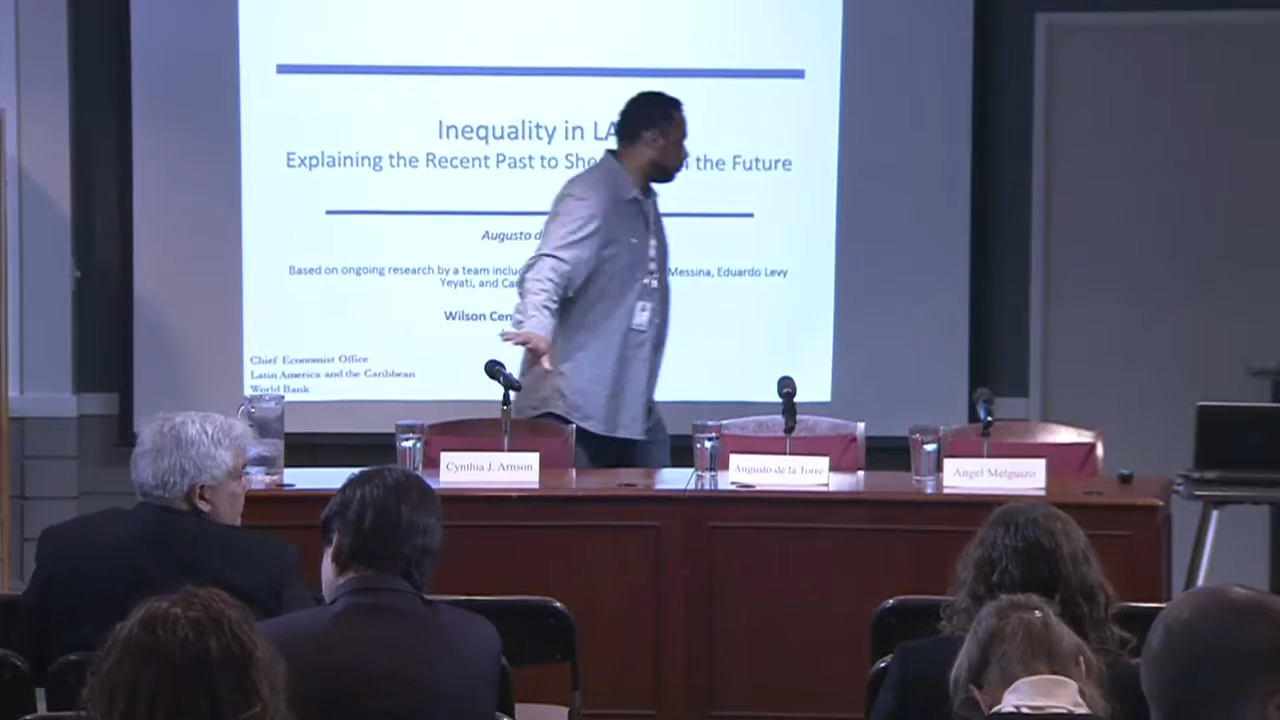 Inequality in LA
Explaining the Recent Past to She the Future
Augusto d
Based on ongoing research by a team inclu Messina, Eduardo Levy
Yeyati, and Ca
Wilson Cen
Chief Economist Office
Latin America and the Caribbean
World Bank
Cynthia J. Arnson
Augusto de la Torre
Angel Melguizo